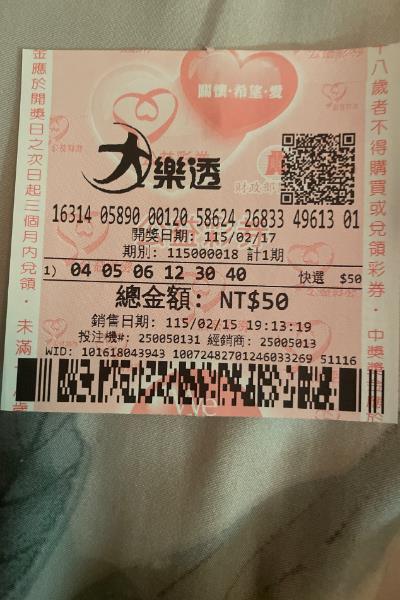 關懷·希望·愛
大樂透
財政部
16314 05890 00120 58624 26833 49613 01
開獎日期: 115/02/17
期別: 115000018 計1期
1) 04 05 06 12 30 40 快選 $50
總金額: NT$50
銷售日期: 115/02/15 19:13:19
投注機#: 250050131 經銷商: 25005013
WID: 101618043943 10072482701246033269 51116
金應於開獎日之次日起三個月內兌領·未滿
十八歲者不得購買或兌領彩券·中獎獎